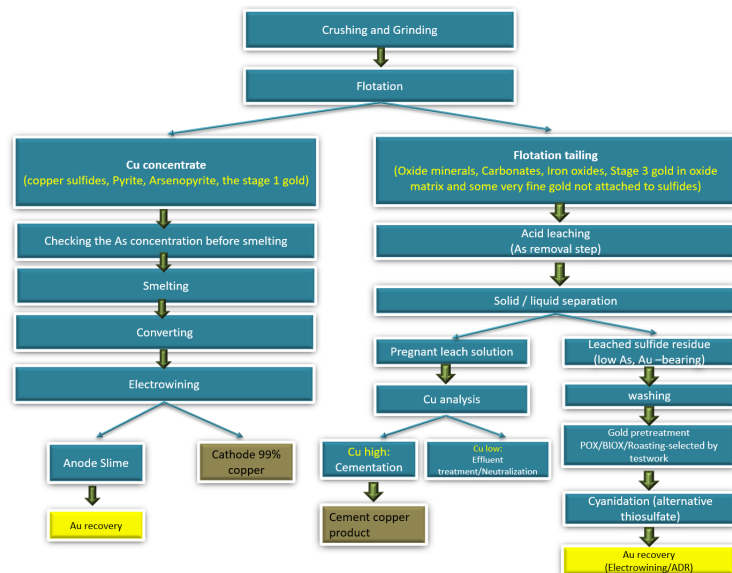 Crushing and Grinding
Flotation
Cu concentrate
(copper sulfides, Pyrite, Arsenopyrite, the stage 1 gold)
Checking the As concentration before smelting
Smelting
Converting
Electrowining
Anode Slime
Au recovery
Cathode 99%
copper
Flotation tailing
(Oxide minerals, Carbonates, Iron oxides, Stage 3 gold in oxide
matrix and some very fine gold not attached to sulfides)
Acid leaching
(As removal step)
Solid / liquid separation
Pregnant leach solution
Cu analysis
Cu high:
Cementation
Cement copper
product
Cu low:
Effluent
treatment/Neutralization
Leached sulfide residue
(low As, Au –bearing)
washing
Gold pretreatment
POX/BIOX/Roasting-selected by
testwork
Cyanidation (alternative
thiosulfate)
Au recovery
(Electrowining/ADR)